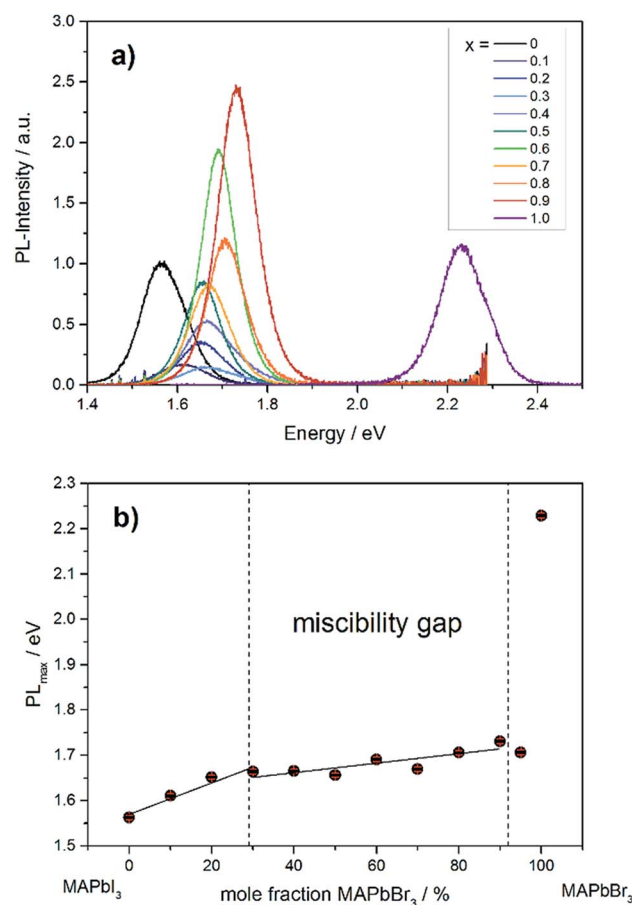 a)
PL-Intensity / a.u.
3.0
2.5
2.0
1.5
1.0
0.5
0.0
x =
0
0.1
0.2
0.3
0.4
0.5
0.6
0.7
0.8
0.9
1.0
1.4 1.6 1.8 2.0 2.2 2.4
Energy / eV
b)
PLmax / eV
2.3
2.2
2.1
2.0
1.9
1.8
1.7
1.6
1.5
miscibility gap
0 20 40 60 80 100
MAPbI3
mole fraction MAPbBr3 / %
MAPbBr3